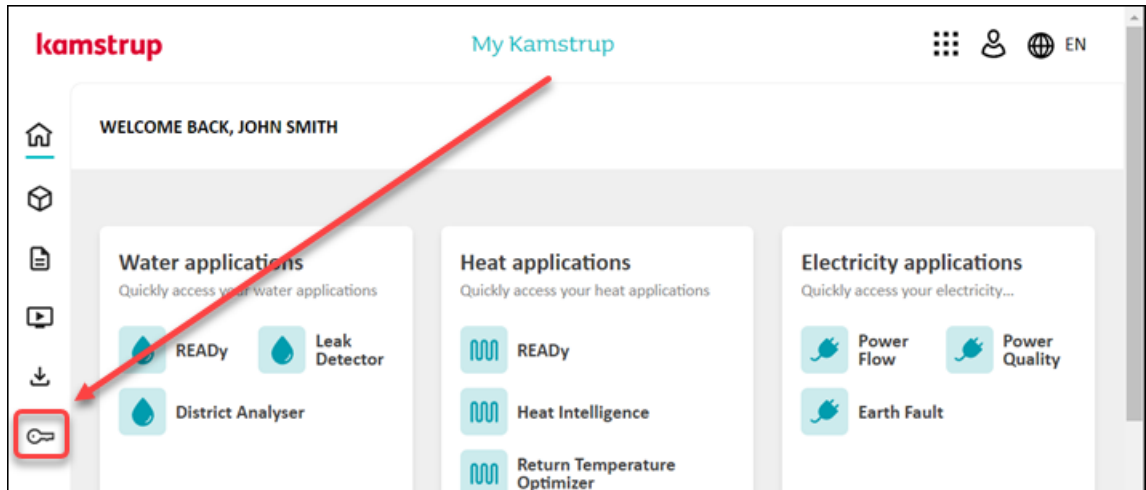 kamstrup
My Kamstrup
EN
WELCOME BACK, JOHN SMITH
Water applications
Quickly access your water applications
READy
Leak
Detector
District Analyser
Heat applications
Quickly access your heat applications
READy
Heat Intelligence
Return Temperature
Optimizer
Electricity applications
Quickly access your electricity...
Power
Flow
Power
Quality
Earth Fault